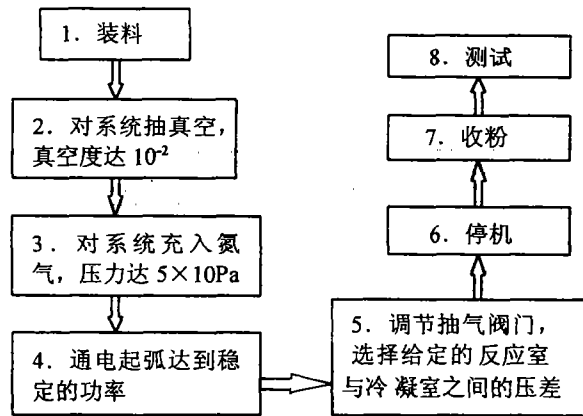 1．装料
2．对系统抽真空，
真空度达 10⁻²
3．对系统充入氮
气，压力达 5×10Pa
4．通电起弧达到稳
定的功率
5．调节抽气阀门，
选择给定的反应室
与冷凝室之间的压差
6．停机
7．收粉
8．测试